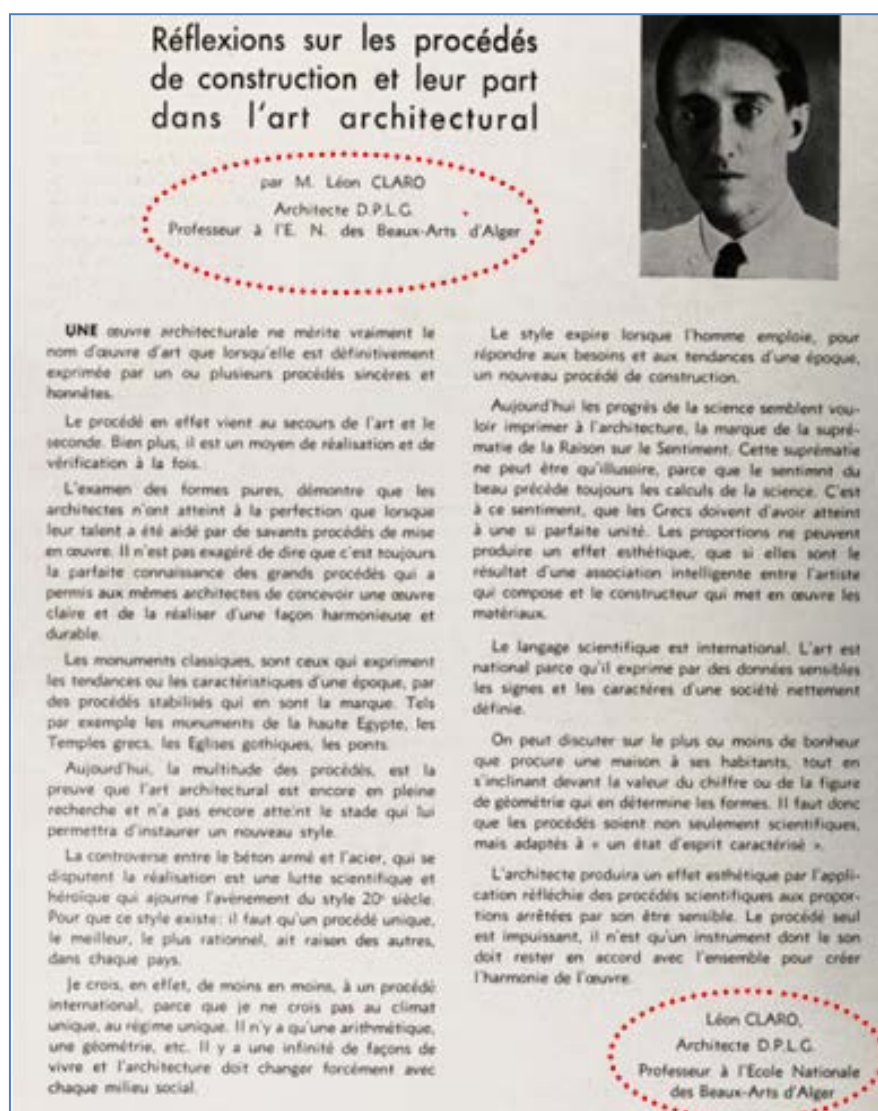 Réflexions sur les procédés
de construction et leur part
dans l'art architectural
par M. Léon CLARO
Architecte D.P.L.G.
Professeur à l'E. N. des Beaux-Arts d'Alger
UNE œuvre architecturale ne mérite vraiment le
nom d'œuvre d'art que lorsqu'elle est définitivement
exprimée par un ou plusieurs procédés sincères et
honnêtes.
Le procédé en effet vient au secours de l'art et le
seconde. Bien plus, il est un moyen de réalisation et de
vérification à la fois.
L'examen des formes pures, démontre que les
architectes n'ont atteint à la perfection que lorsque
leur talent a été aidé par de savants procédés de mise
en œuvre. Il n'est pas exagéré de dire que c'est toujours
la parfaite connaissance des grands procédés qui a
permis aux mêmes architectes de concevoir une œuvre
claire et de la réaliser d'une façon harmonieuse et
durable.
Les monuments classiques, sont ceux qui expriment
les tendances ou les caractéristiques d'une époque, par
des procédés stabilisés qui en sont la marque. Tels
par exemple les monuments de la haute Egypte, les
Temples grecs, les Eglises gothiques, les ponts.
Aujourd'hui, la multitude des procédés, est la
preuve que l'art architectural est encore en pleine
recherche et n'a pas encore atteint le stade qui lui
permettra d'instaurer un nouveau style.
La controverse entre le béton armé et l'acier, qui se
disputent la réalisation est une lutte scientifique et
héroïque qui ajourne l'avènement du style 20e siècle.
Pour que ce style existe: il faut qu'un procédé unique,
le meilleur, le plus rationnel, ait raison des autres,
dans chaque pays.
Je crois, en effet, de moins en moins, à un procédé
international, parce que je ne crois pas au climat
unique, au régime unique. Il n'y a qu'une arithmétique,
une géométrie, etc. Il y a une infinité de façons de
vivre et l'architecture doit changer forcément avec
chaque milieu social.
Le style expire lorsque l'homme emploie, pour
répondre aux besoins et aux tendances d'une époque,
un nouveau procédé de construction.
Aujourd'hui les progrès de la science semblent vou-
loir imprimer à l'architecture, la marque de la supré-
matie de la Raison sur le Sentiment. Cette suprématie
ne peut être qu'illusoire, parce que le sentimnt du
beau précède toujours les calculs de la science. C'est
à ce sentiment, que les Grecs doivent d'avoir atteint
à une si parfaite unité. Les proportions ne peuvent
produire un effet esthétique, que si elles sont le
résultat d'une association intelligente entre l'artiste
qui compose et le constructeur qui met en œuvre les
matériaux.
Le langage scientifique est international. L'art est
national parce qu'il exprime par des données sensibles
les signes et les caractères d'une société nettement
définie.
On peut discuter sur le plus ou moins de bonheur
que procure une maison à ses habitants, tout en
s'inclinant devant la valeur du chiffre ou de la figure
de géométrie qui en détermine les formes. Il faut donc
que les procédés soient non seulement scientifiques,
mais adaptés à « un état d'esprit caractérisé ».
L'architecte produira un effet esthétique par l'appli-
cation réfléchie des procédés scientifiques aux propor-
tions arrêtées par son être sensible. Le procédé seul
est impuissant, il n'est qu'un instrument dont le son
doit rester en accord avec l'ensemble pour créer
l'harmonie de l'œuvre.
Léon CLARO,
Architecte D.P.L.G.
Professeur à l'Ecole Nationale
des Beaux-Arts d'Alger